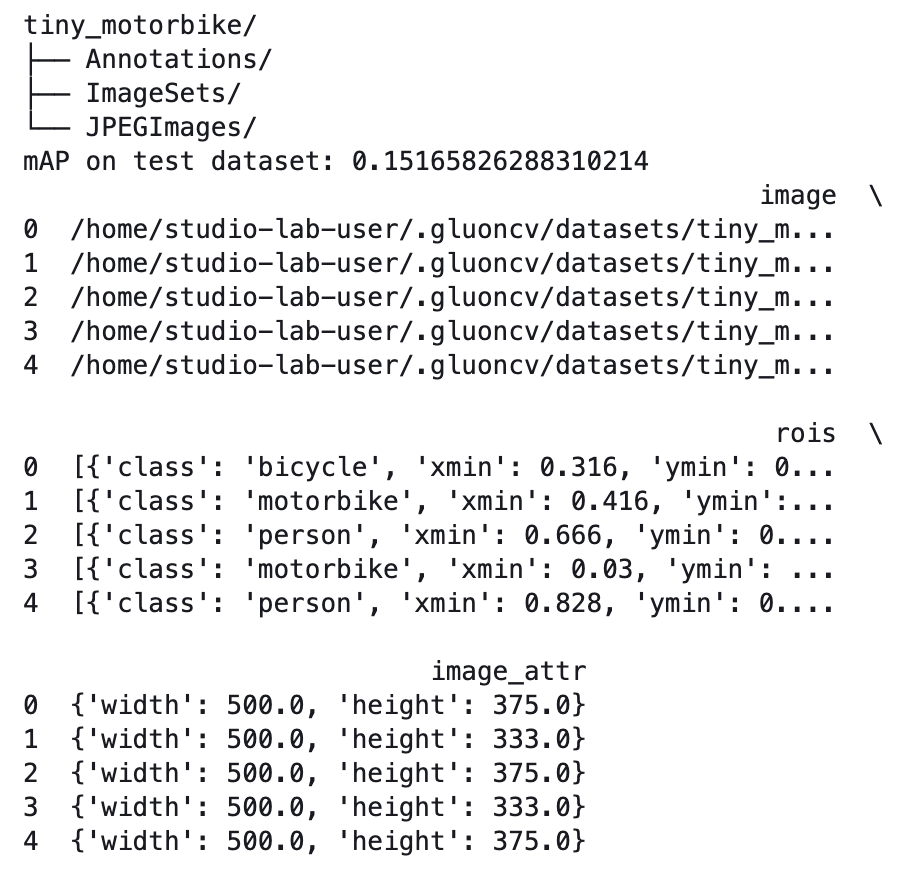 tiny_motorbike/
├── Annotations/
├── ImageSets/
└── JPEGImages/
mAP on test dataset: 0.15165826288310214
                                               image  \
0  /home/studio-lab-user/.gluoncv/datasets/tiny_m...
1  /home/studio-lab-user/.gluoncv/datasets/tiny_m...
2  /home/studio-lab-user/.gluoncv/datasets/tiny_m...
3  /home/studio-lab-user/.gluoncv/datasets/tiny_m...
4  /home/studio-lab-user/.gluoncv/datasets/tiny_m...

                                                rois  \
0  [{'class': 'bicycle', 'xmin': 0.316, 'ymin': 0...
1  [{'class': 'motorbike', 'xmin': 0.416, 'ymin':...
2  [{'class': 'person', 'xmin': 0.666, 'ymin': 0....
3  [{'class': 'motorbike', 'xmin': 0.03, 'ymin': ...
4  [{'class': 'person', 'xmin': 0.828, 'ymin': 0....

                          image_attr
0  {'width': 500.0, 'height': 375.0}
1  {'width': 500.0, 'height': 333.0}
2  {'width': 500.0, 'height': 375.0}
3  {'width': 500.0, 'height': 333.0}
4  {'width': 500.0, 'height': 375.0}